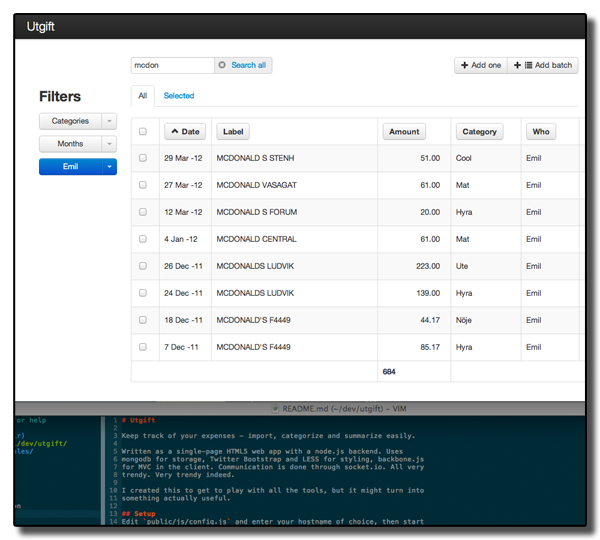 Utgift
mcdon Search all Add one Add batch
Filters
All Selected
Categories
Months
Emil
Date Label Amount Category Who
29 Mar -12 MCDONALD S STENH 51.00 Cool Emil
27 Mar -12 MCDONALD VASAGAT 61.00 Mat Emil
12 Mar -12 MCDONALD S FORUM 20.00 Hyra Emil
4 Jan -12 MCDONALD CENTRAL 61.00 Mat Emil
26 Dec -11 MCDONALDS LUDVIK 223.00 Ute Emil
24 Dec -11 MCDONALDS LUDVIK 139.00 Hyra Emil
18 Dec -11 MCDONALD'S F4449 44.17 Nöje Emil
7 Dec -11 MCDONALD'S F4449 85.17 Hyra Emil
684
README.md (~/dev/utgift) – VIM
or help
/dev/utgift/
1 # Utgift
2
3 Keep track of your expenses - import, categorize and summarize easily.
4
5 Written as a single-page HTML5 web app with a node.js backend. Uses
6 mongodb for storage, Twitter Bootstrap and LESS for styling, backbone.js
7 for MVC in the client. Communication is done through socket.io. All very
8 trendy. Very trendy indeed.
9
10 I created this to get to play with all the tools, but it might turn into
11 something actually useful.
12
13 ## Setup
14 Edit `public/js/config.js` and enter your hostname of choice, then start